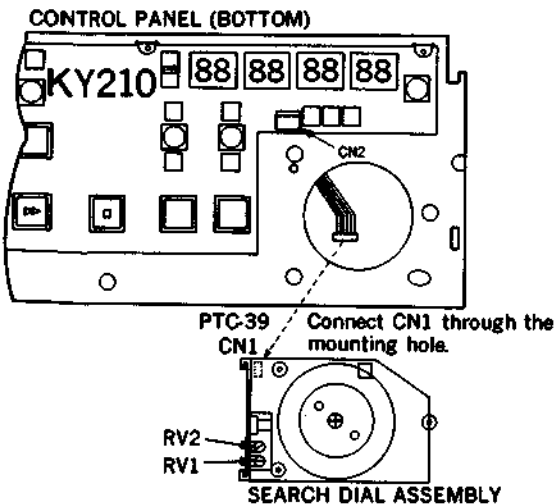 CONTROL PANEL (BOTTOM)
KY210
88 88 88 88
CN2
PTC-39
CN1
Connect CN1 through the
mounting hole.
RV2
RV1
SEARCH DIAL ASSEMBLY